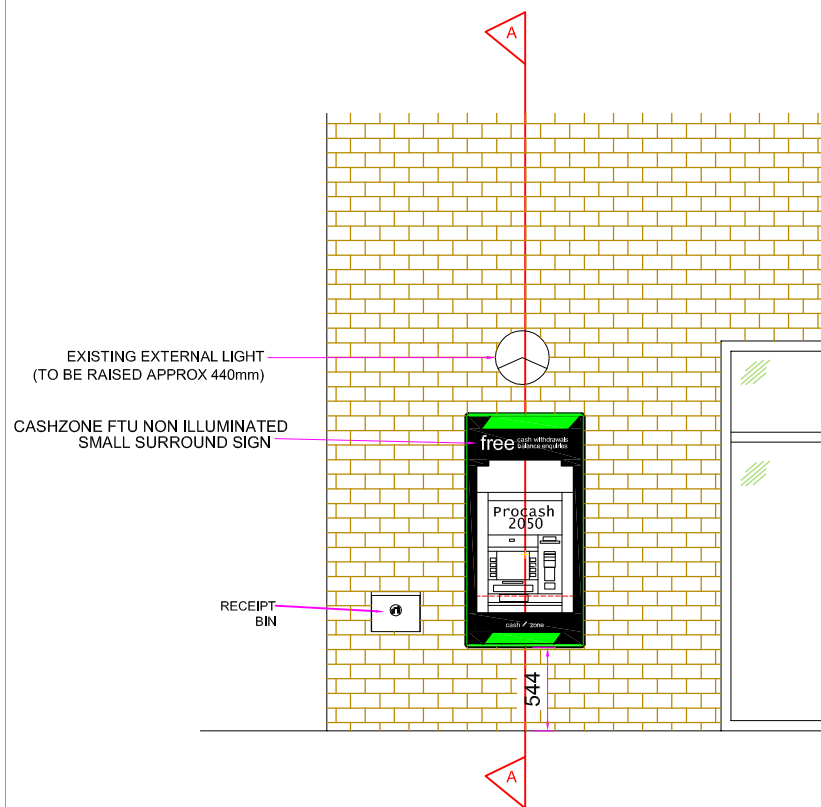 A
EXISTING EXTERNAL LIGHT
(TO BE RAISED APPROX 440mm)
CASHZONE FTU NON ILLUMINATED
SMALL SURROUND SIGN
free
cash withdrawals
balance enquiries
Procash
2050
RECEIPT
BIN
cash zone
544
A